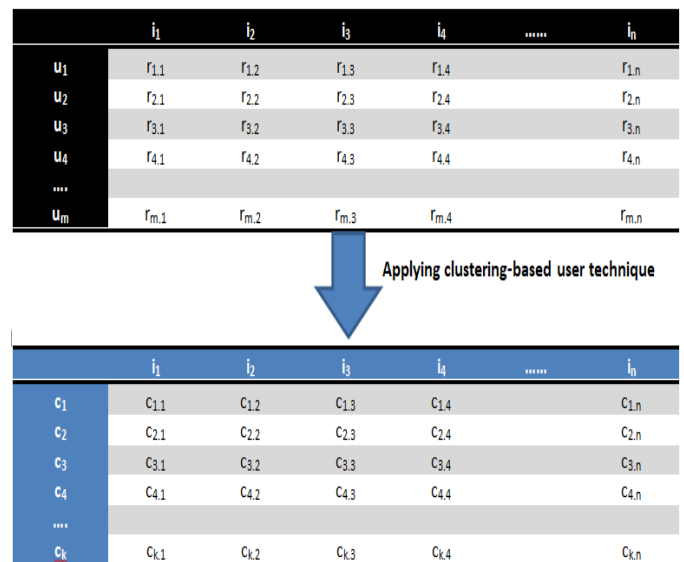 i₁ i₂ i₃ i₄ ...... iₙ
u₁ r₁.₁ r₁.₂ r₁.₃ r₁.₄ r₁.ₙ
u₂ r₂.₁ r₂.₂ r₂.₃ r₂.₄ r₂.ₙ
u₃ r₃.₁ r₃.₂ r₃.₃ r₃.₄ r₃.ₙ
u₄ r₄.₁ r₄.₂ r₄.₃ r₄.₄ r₄.ₙ
....
uₘ rₘ.₁ rₘ.₂ rₘ.₃ rₘ.₄ rₘ.ₙ
Applying clustering-based user technique
i₁ i₂ i₃ i₄ ...... iₙ
c₁ c₁.₁ c₁.₂ c₁.₃ c₁.₄ c₁.ₙ
c₂ c₂.₁ c₂.₂ c₂.₃ c₂.₄ c₂.ₙ
c₃ c₃.₁ c₃.₂ c₃.₃ c₃.₄ c₃.ₙ
c₄ c₄.₁ c₄.₂ c₄.₃ c₄.₄ c₄.ₙ
....
cₖ cₖ.₁ cₖ.₂ cₖ.₃ cₖ.₄ cₖ.ₙ